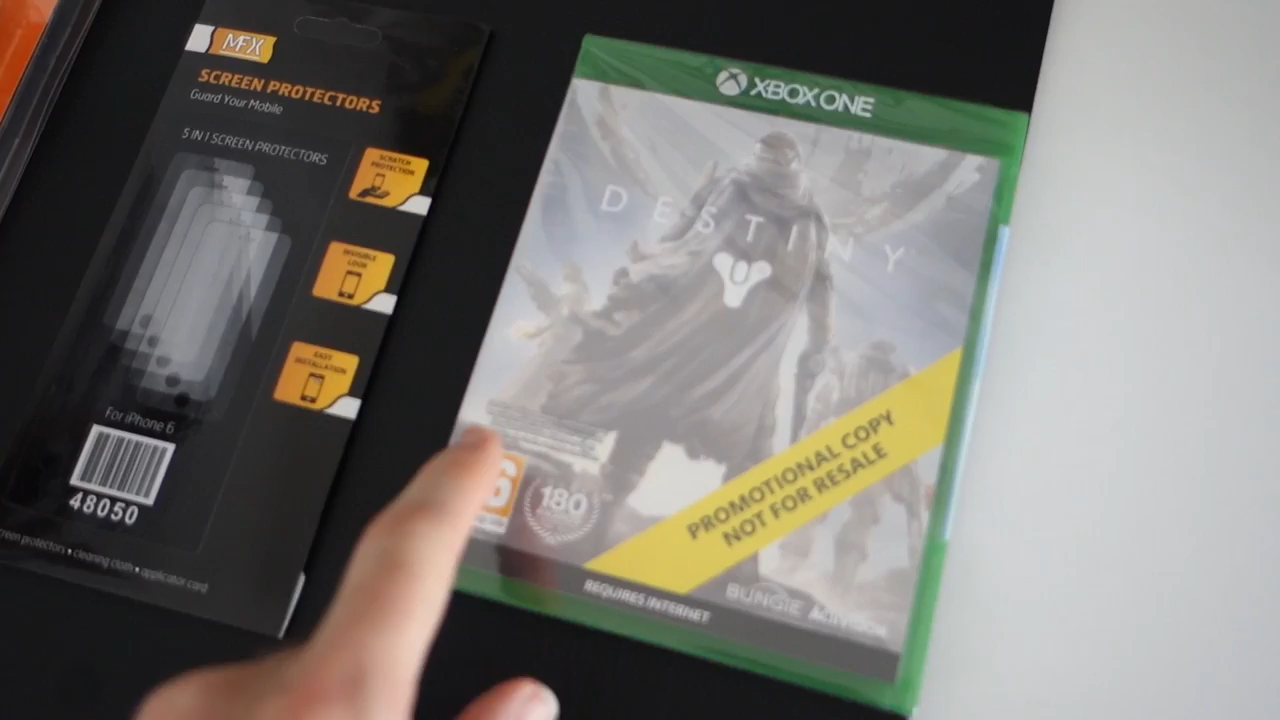 MFX
SCREEN PROTECTORS
Guard Your Mobile
5 IN 1 SCREEN PROTECTORS
SCRATCH
PROTECTION
INVISIBLE
LOOK
EASY
INSTALLATION
For iPhone 6
48050
screen protectors • cleaning cloth • applicator card
XBOX ONE
DESTINY
6
180
PROMOTIONAL COPY
NOT FOR RESALE
REQUIRES INTERNET
BUNGIE ACTIVISION